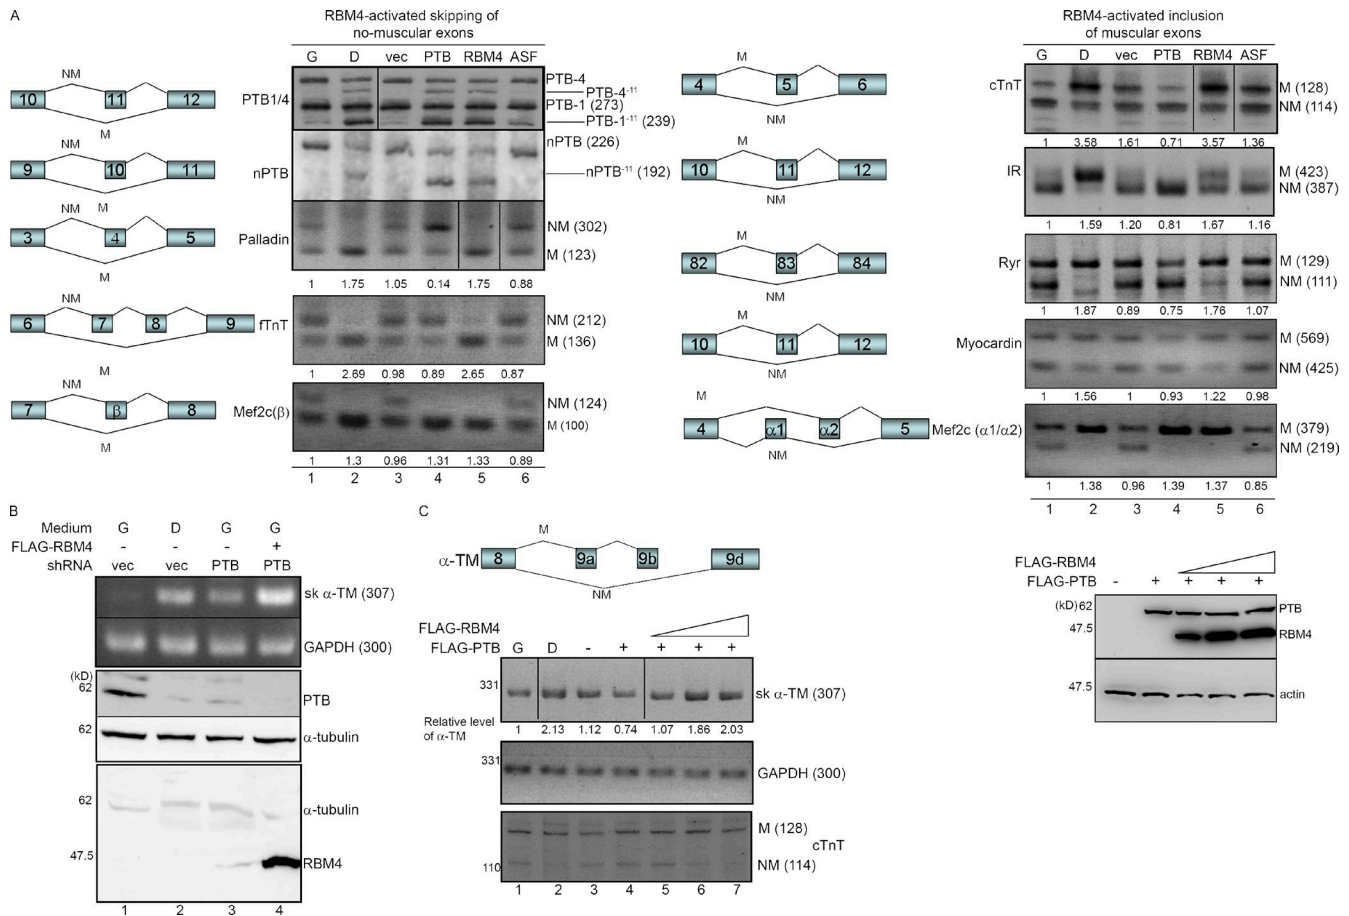 A
RBM4-activated skipping of
no-muscular exons
G D vec PTB RBM4 ASF
NM
10 11 12
M
PTB1/4
PTB-4
PTB-4-11
PTB-1 (273)
PTB-1-11 (239)
NM
9 10 11
M
nPTB
nPTB (226)
nPTB-11 (192)
NM
3 4 5
M
Palladin
NM (302)
M (123)
1 1.75 1.05 0.14 1.75 0.88
NM
6 7 8 9
M
fTnT
NM (212)
M (136)
1 2.69 0.98 0.89 2.65 0.87
NM
7 β 8
M
Mef2c(β)
NM (124)
M (100)
1 1.3 0.96 1.31 1.33 0.89
1 2 3 4 5 6
RBM4-activated inclusion
of muscular exons
G D vec PTB RBM4 ASF
M
4 5 6
NM
cTnT
M (128)
NM (114)
1 3.58 1.61 0.71 3.57 1.36
M
10 11 12
NM
IR
M (423)
NM (387)
1 1.59 1.20 0.81 1.67 1.16
M
82 83 84
NM
Ryr
M (129)
NM (111)
1 1.87 0.89 0.75 1.76 1.07
M
10 11 12
NM
Myocardin
M (569)
NM (425)
1 1.56 1 0.93 1.22 0.98
M
4 α1 α2 5
NM
Mef2c (α1/α2)
M (379)
NM (219)
1 1.38 0.96 1.39 1.37 0.85
1 2 3 4 5 6
B
Medium G D G G
FLAG-RBM4 - - - +
shRNA vec vec PTB PTB
sk α-TM (307)
GAPDH (300)
(kD)
62
PTB
62
α-tubulin
62
α-tubulin
47.5
RBM4
1 2 3 4
C
M
α-TM 8 9a 9b 9d
NM
FLAG-RBM4
FLAG-PTB G D - + + + +
331
sk α-TM (307)
Relative level
of α-TM
1 2.13 1.12 0.74 1.07 1.86 2.03
331
GAPDH (300)
M (128)
cTnT
NM (114)
110
1 2 3 4 5 6 7
FLAG-RBM4
FLAG-PTB - + + + +
(kD) 62
PTB
47.5
RBM4
47.5
actin